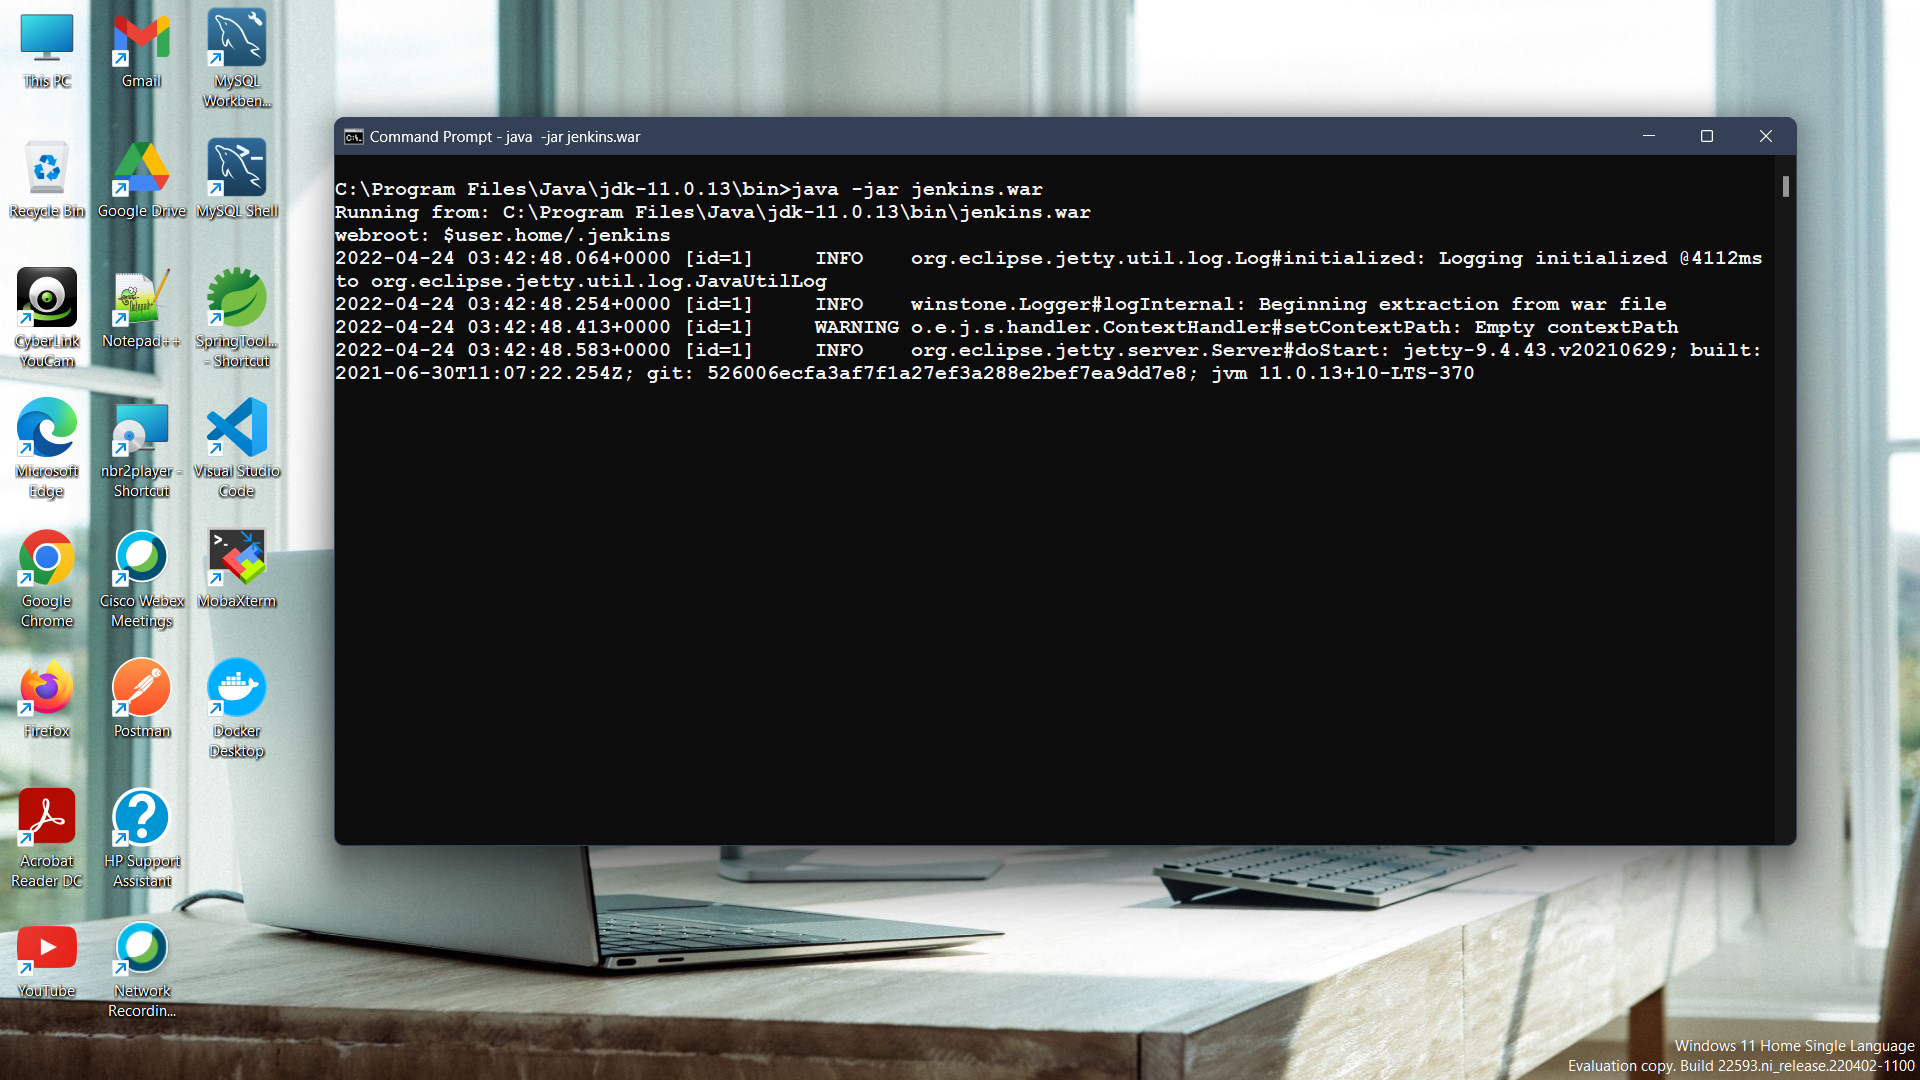 This PC
Gmail
MySQL
Workben...
Recycle Bin
Google Drive
MySQL Shell
CyberLink
YouCam
Notepad++
SpringTool...
- Shortcut
Microsoft
Edge
nbr2player -
Shortcut
Visual Studio
Code
Google
Chrome
Cisco Webex
Meetings
MobaXterm
Firefox
Postman
Docker
Desktop
Acrobat
Reader DC
HP Support
Assistant
YouTube
Network
Recordin...
Command Prompt - java  -jar jenkins.war
C:\Program Files\Java\jdk-11.0.13\bin>java -jar jenkins.war
Running from: C:\Program Files\Java\jdk-11.0.13\bin\jenkins.war
webroot: $user.home/.jenkins
2022-04-24 03:42:48.064+0000 [id=1]     INFO    org.eclipse.jetty.util.log.Log#initialized: Logging initialized @4112ms
to org.eclipse.jetty.util.log.JavaUtilLog
2022-04-24 03:42:48.254+0000 [id=1]     INFO    winstone.Logger#logInternal: Beginning extraction from war file
2022-04-24 03:42:48.413+0000 [id=1]     WARNING o.e.j.s.handler.ContextHandler#setContextPath: Empty contextPath
2022-04-24 03:42:48.583+0000 [id=1]     INFO    org.eclipse.jetty.server.Server#doStart: jetty-9.4.43.v20210629; built:
2021-06-30T11:07:22.254Z; git: 526006ecfa3af7f1a27ef3a288e2bef7ea9dd7e8; jvm 11.0.13+10-LTS-370
Windows 11 Home Single Language
Evaluation copy. Build 22593.ni_release.220402-1100